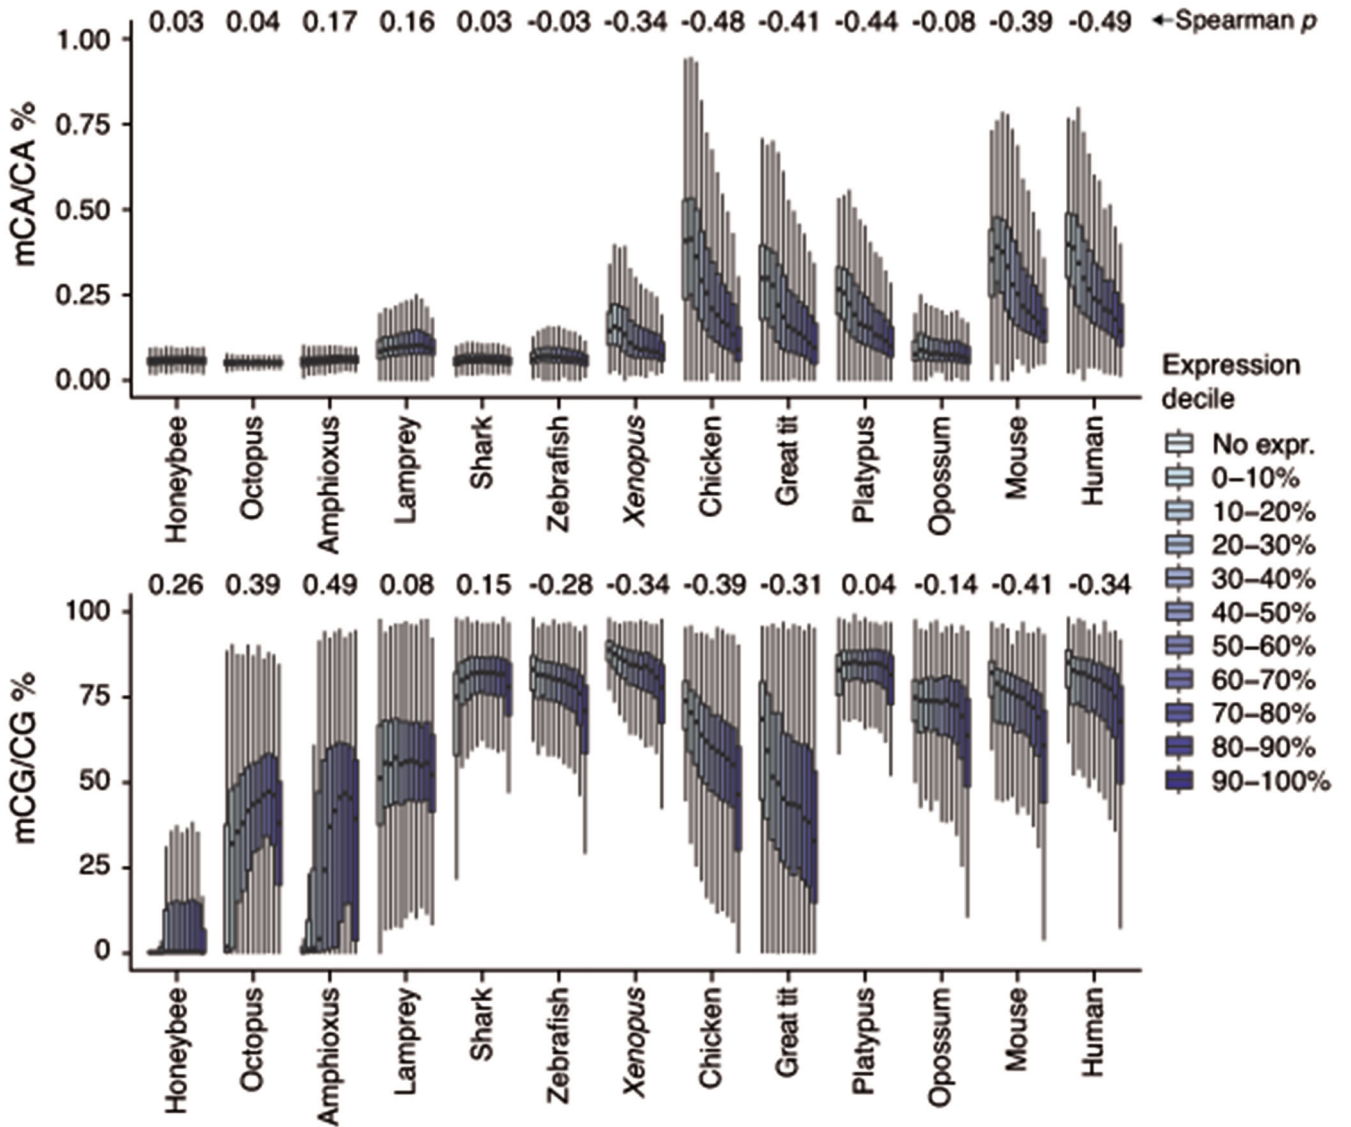 0.03 0.04 0.17 0.16 0.03 -0.03 -0.34 -0.48 -0.41 -0.44 -0.08 -0.39 -0.49 ←Spearman p
mCA/CA %
1.00
0.75
0.50
0.25
0.00
Honeybee
Octopus
Amphioxus
Lamprey
Shark
Zebrafish
Xenopus
Chicken
Great tit
Platypus
Opossum
Mouse
Human
0.26 0.39 0.49 0.08 0.15 -0.28 -0.34 -0.39 -0.31 0.04 -0.14 -0.41 -0.34
mCG/CG %
100
75
50
25
0
Honeybee
Octopus
Amphioxus
Lamprey
Shark
Zebrafish
Xenopus
Chicken
Great tit
Platypus
Opossum
Mouse
Human
Expression
decile
No expr.
0–10%
10–20%
20–30%
30–40%
40–50%
50–60%
60–70%
70–80%
80–90%
90–100%